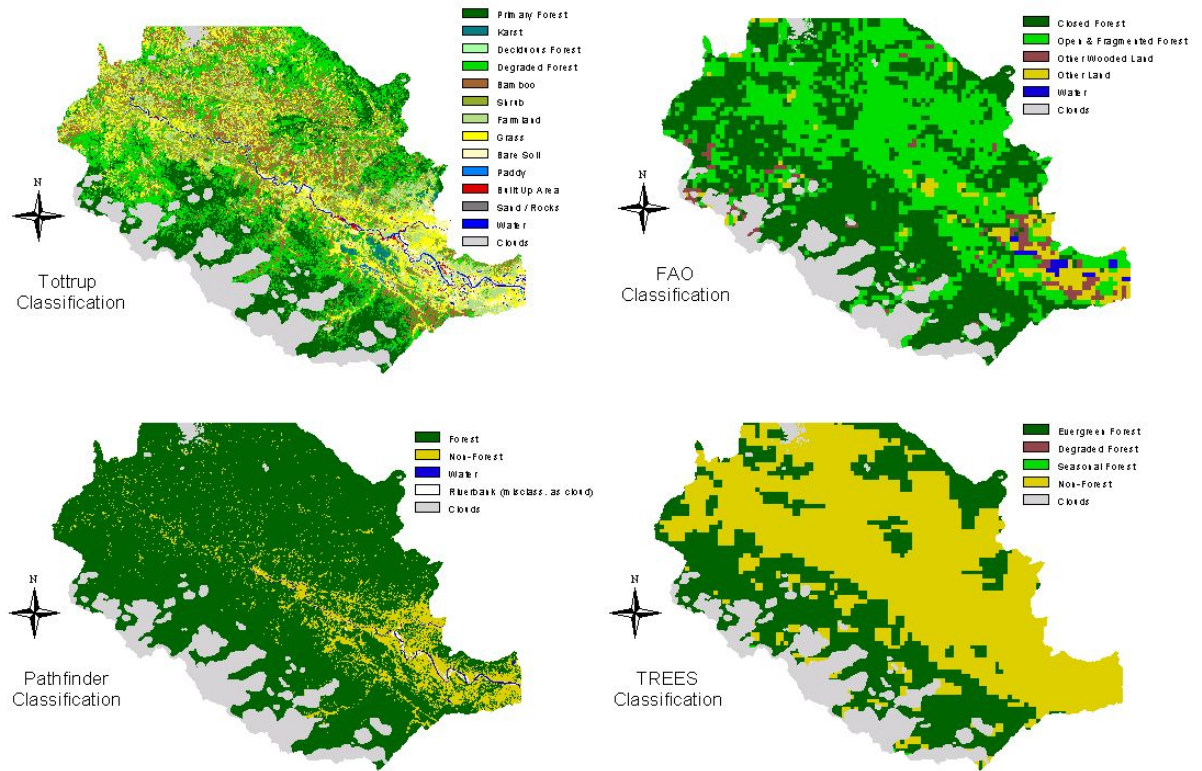 Primary Forest
Karst
Deciduous Forest
Degraded Forest
Bamboo
Shrub
Farmland
Grass
Bare Soil
Paddy
Built Up Area
Sand / Rocks
Water
Clouds
N
Tottrup
Classification
Closed Forest
Open & Fragmented Forest
Other Wooded Land
Other Land
Water
Clouds
N
FAO
Classification
Forest
Non-Forest
Water
Riverbank (misclass. as cloud)
Clouds
N
Pathfinder
Classification
Evergreen Forest
Degraded Forest
Seasonal Forest
Non-Forest
Clouds
N
TREES
Classification